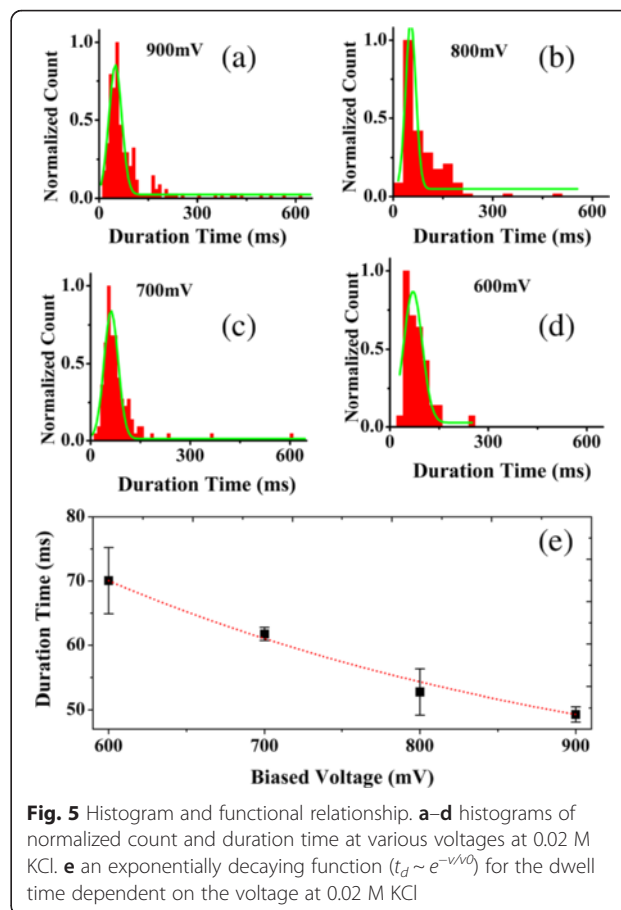 900mV
(a)
Normalized Count
1.0
0.5
0.0
0
300
600
Duration Time (ms)
800mV
(b)
Normalized Count
1.0
0.5
0.0
0
300
600
Duration Time (ms)
700mV
(c)
Normalized Count
1.0
0.5
0.0
0
300
600
Duration Time (ms)
600mV
(d)
Normalized Count
1.0
0.5
0.0
0
300
600
Duration Time (ms)
(e)
Duration Time (ms)
80
70
60
50
600
700
800
900
Biased Voltage (mV)
Fig. 5 Histogram and functional relationship. a–d histograms of
normalized count and duration time at various voltages at 0.02 M
KCl. e an exponentially decaying function (t_d ~ e^{−v/v0}) for the dwell
time dependent on the voltage at 0.02 M KCl